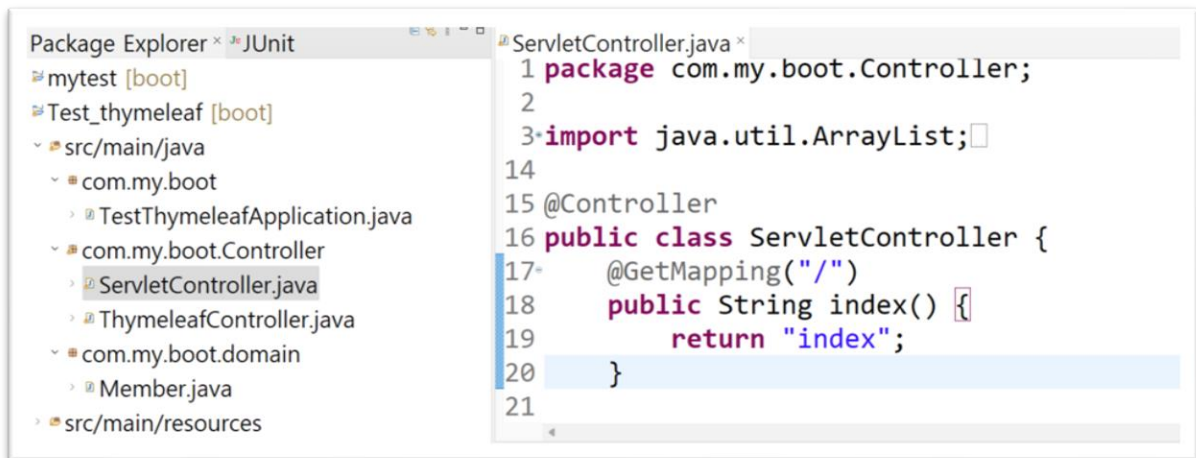 Package Explorer × JUnit
mytest [boot]
Test_thymeleaf [boot]
src/main/java
com.my.boot
TestThymeleafApplication.java
com.my.boot.Controller
ServletController.java
ThymeleafController.java
com.my.boot.domain
Member.java
src/main/resources
ServletController.java ×
1 package com.my.boot.Controller;
2
3 import java.util.ArrayList;
14
15 @Controller
16 public class ServletController {
17 @GetMapping("/")
18 public String index() {
19 return "index";
20 }
21